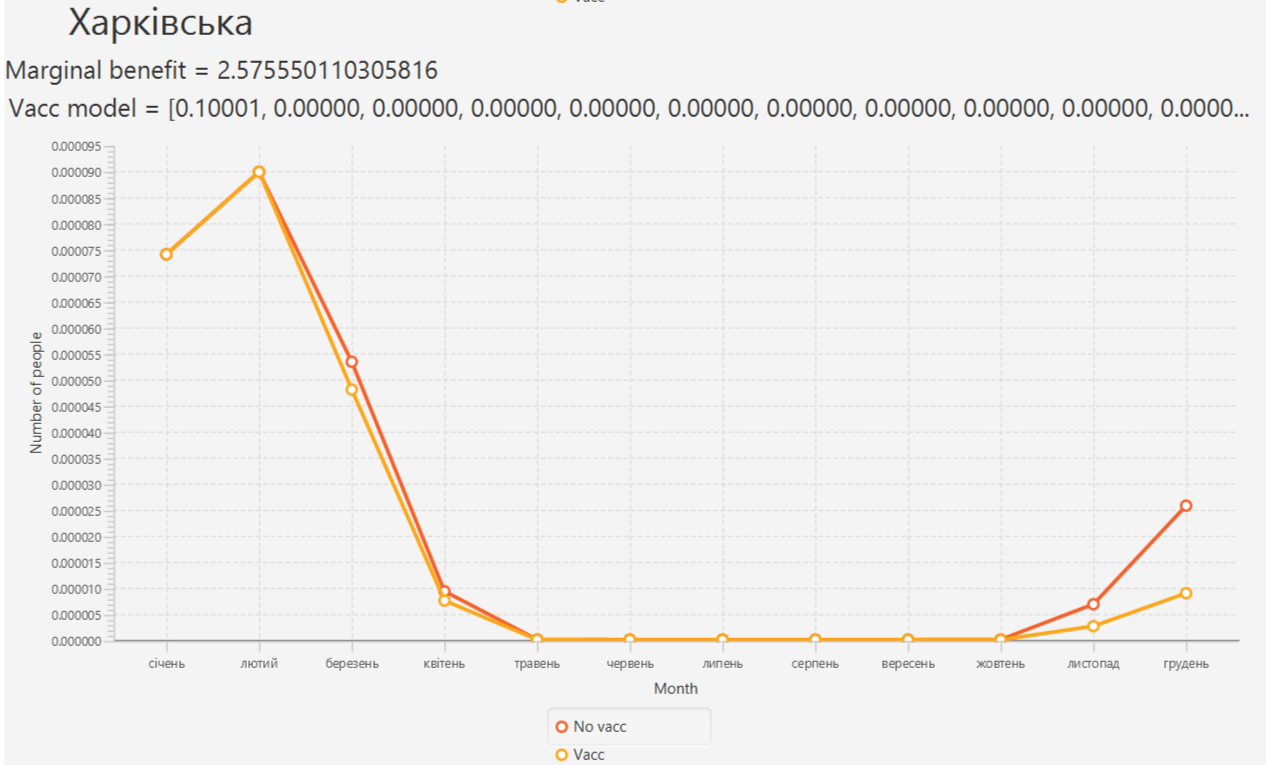 Vacc
Харківська
Marginal benefit = 2.575550110305816
Vacc model = [0.10001, 0.00000, 0.00000, 0.00000, 0.00000, 0.00000, 0.00000, 0.00000, 0.00000, 0.00000, 0.0000...
0.000095
0.000090
0.000085
0.000080
0.000075
0.000070
0.000065
0.000060
0.000055
0.000050
0.000045
0.000040
0.000035
0.000030
0.000025
0.000020
0.000015
0.000010
0.000005
0.000000
Number of people
січень лютий березень квітень травень червень липень серпень вересень жовтень листопад грудень
Month
No vacc
Vacc